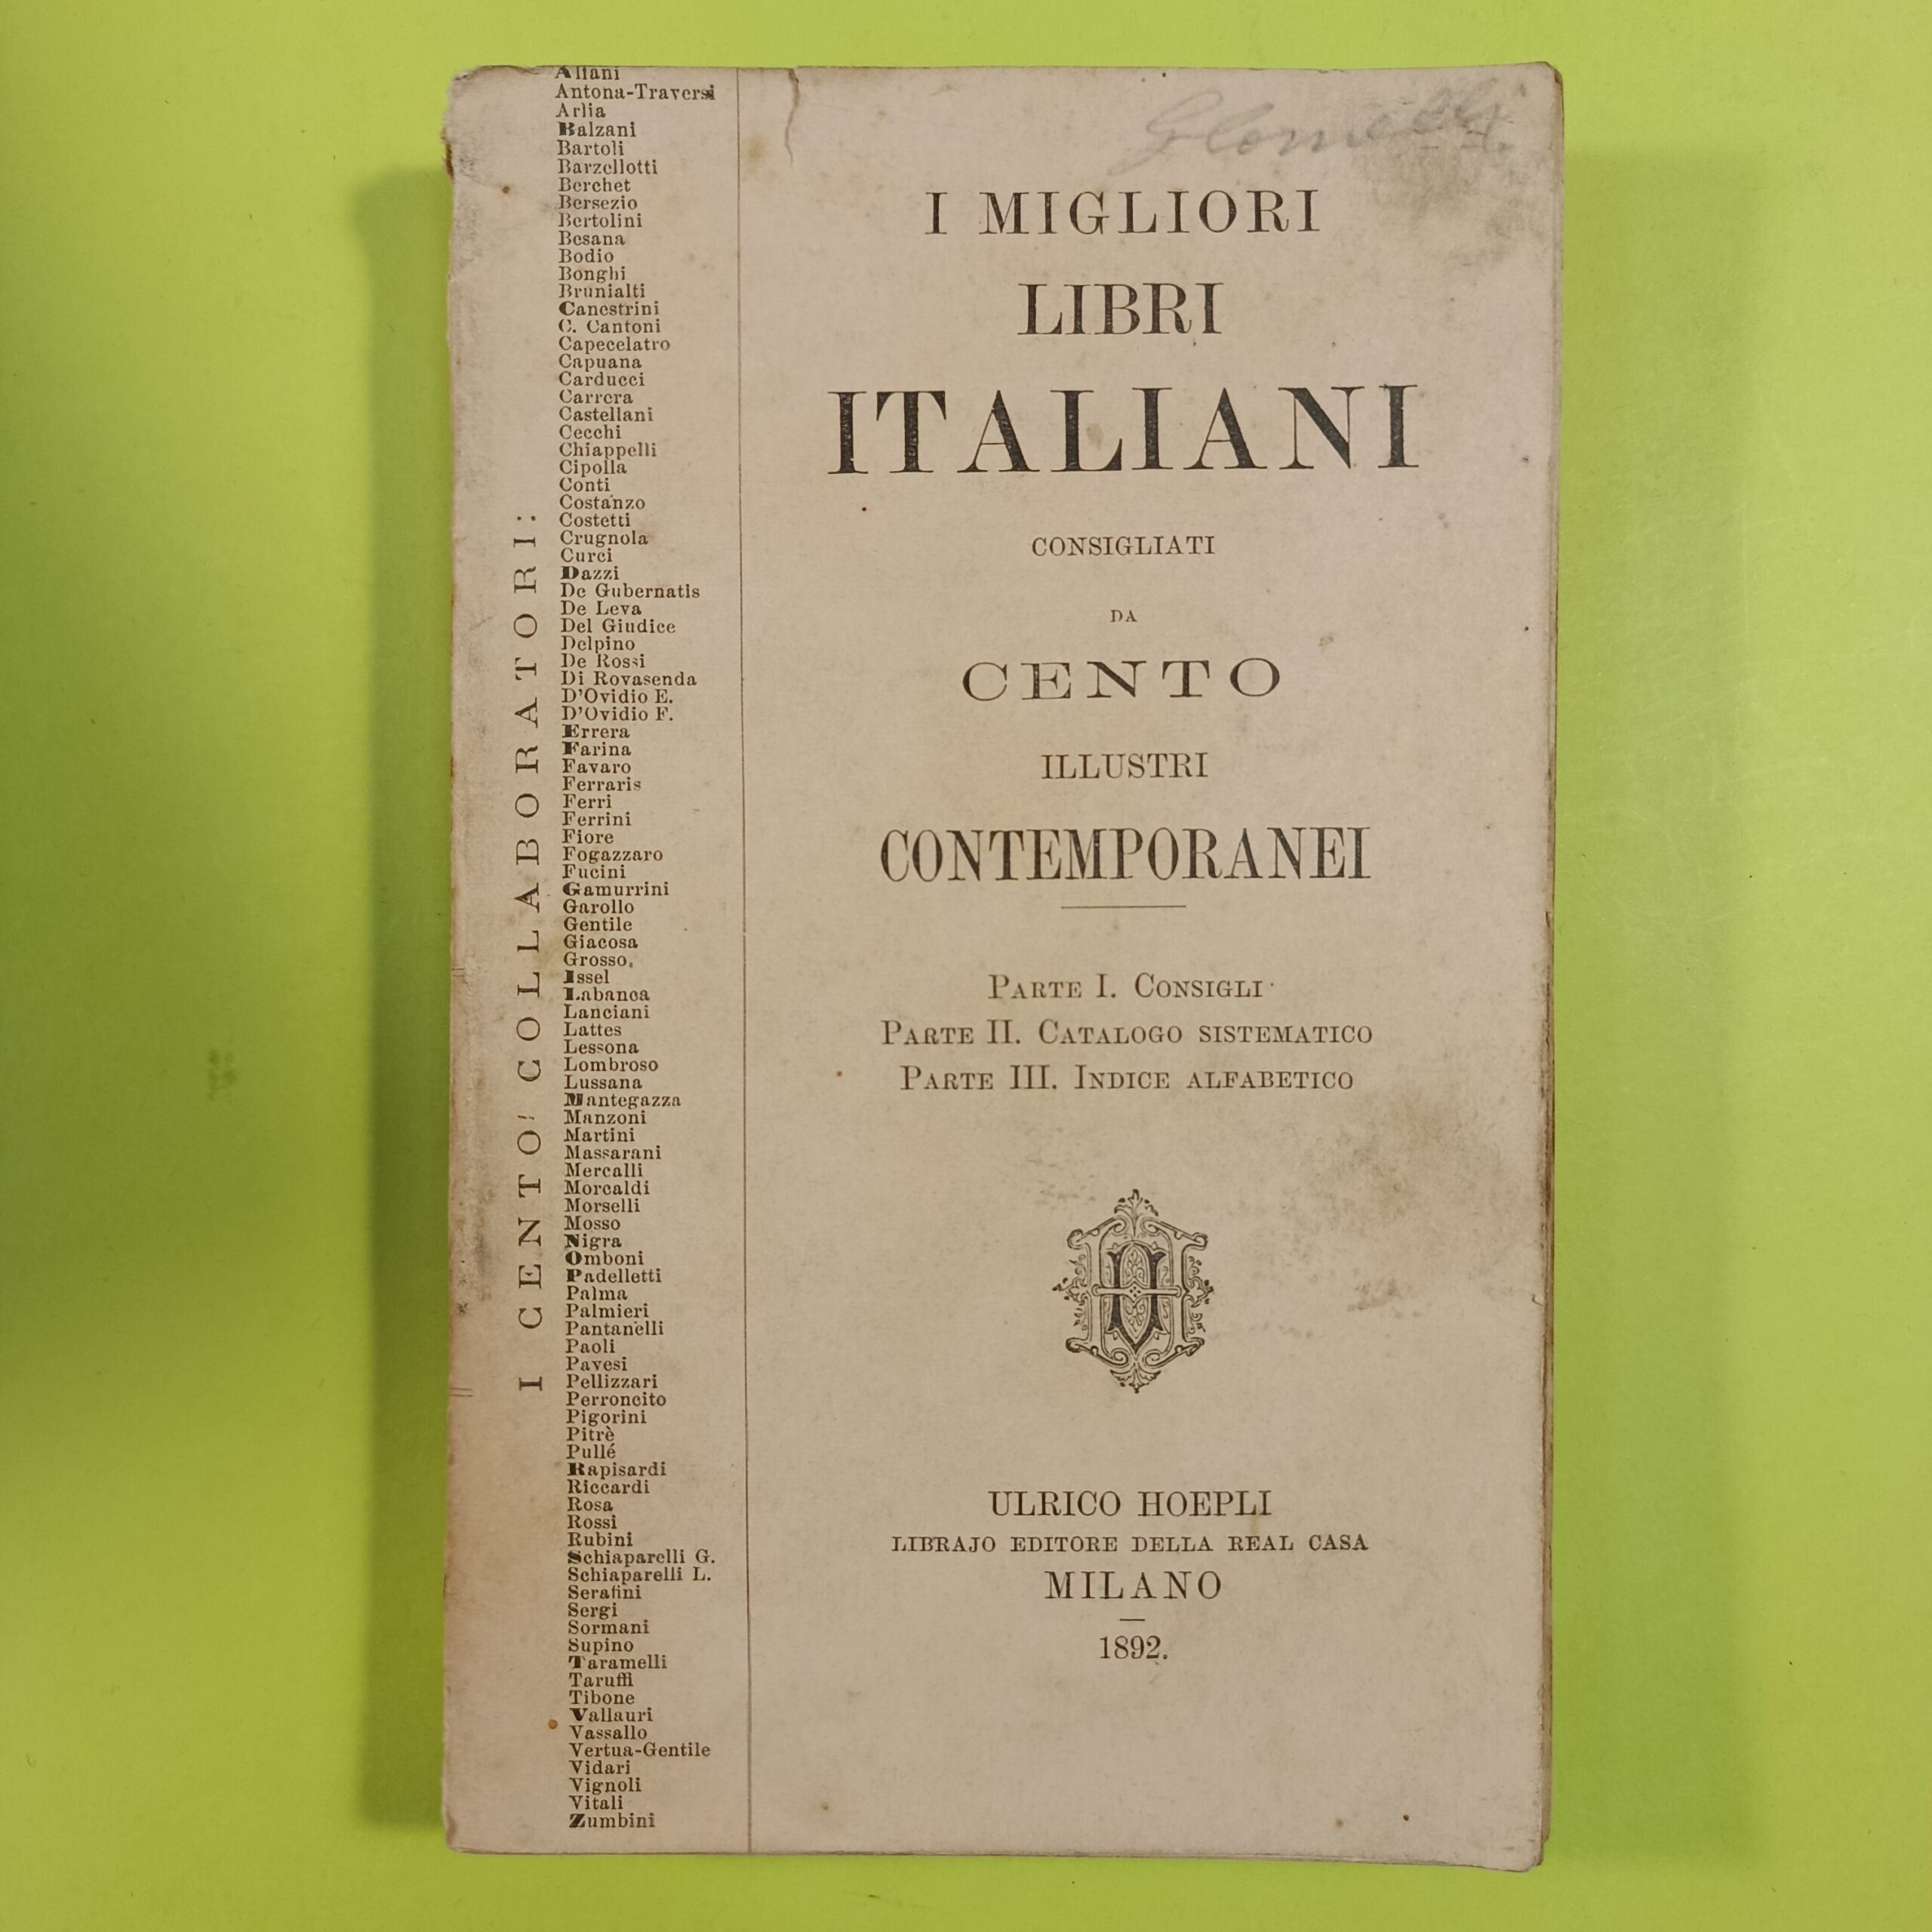 I CENTO! COLLABORATORI:
Allani
Antona-Traversi
Arlia
Balzani
Bartoli
Barzellotti
Berchet
Bersezio
Bertolini
Besana
Bodio
Bonghi
Brunialti
Canestrini
C. Cantoni
Capecelatro
Capuana
Carducci
Carrera
Castellani
Cecchi
Chiappelli
Cipolla
Conti
Costanzo
Costetti
Crugnola
Curci
Dazzi
De Gubernatis
De Leva
Del Giudice
Delpino
De Rossi
Di Rovasenda
D'Ovidio E.
D'Ovidio F.
Errera
Farina
Favaro
Ferraris
Ferri
Ferrini
Fiore
Fogazzaro
Fucini
Gamurrini
Garollo
Gentile
Giacosa
Grosso,
Issel
Labanca
Lanciani
Lattes
Lessona
Lombroso
Lussana
Mantegazza
Manzoni
Martini
Massarani
Mercalli
Morcaldi
Morselli
Mosso
Nigra
Omboni
Padelletti
Palma
Palmieri
Pantanelli
Paoli
Pavesi
Pellizzari
Perroncito
Pigorini
Pitrè
Pullé
Rapisardi
Riccardi
Rosa
Rossi
Rubini
Schiaparelli G.
Schiaparelli L.
Serafini
Sergi
Sormani
Supino
Taramelli
Taruffi
Tibone
Vallauri
Vassallo
Vertua-Gentile
Vidari
Vignoli
Vitali
Zumbini
I MIGLIORI
LIBRI
ITALIANI
CONSIGLIATI
DA
CENTO
ILLUSTRI
CONTEMPORANEI
PARTE I. CONSIGLI
PARTE II. CATALOGO SISTEMATICO
PARTE III. INDICE ALFABETICO
ULRICO HOEPLI
LIBRAJO EDITORE DELLA REAL CASA
MILANO
1892.